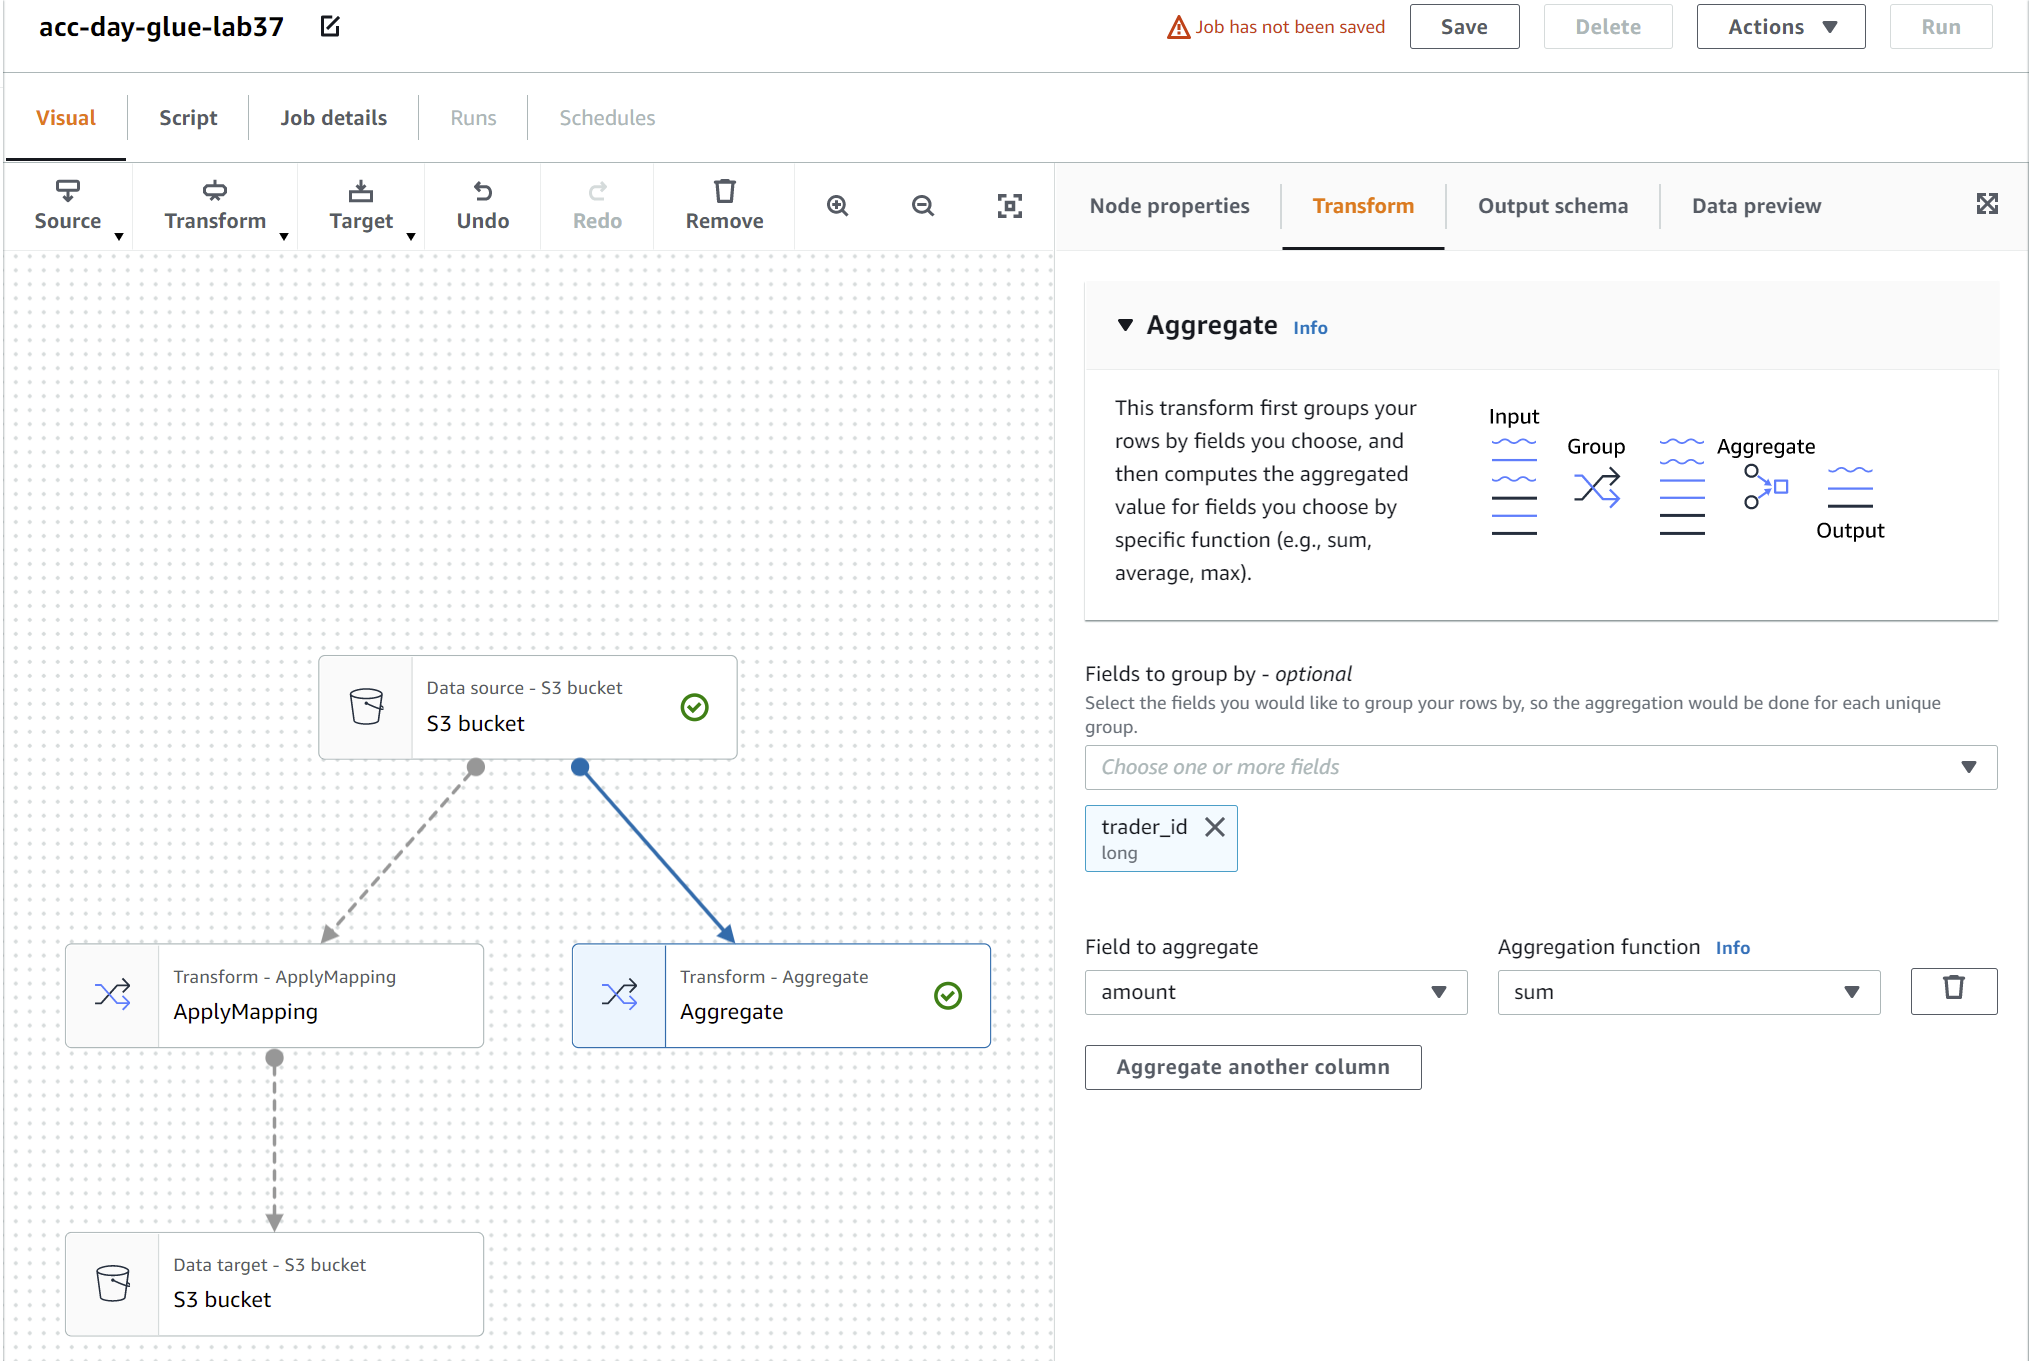 acc-day-glue-lab37
Job has not been saved
Save
Delete
Actions
Run
Visual
Script
Job details
Runs
Schedules
Source
Transform
Target
Undo
Redo
Remove
Node properties
Transform
Output schema
Data preview
Aggregate Info
This transform first groups your
rows by fields you choose, and
then computes the aggregated
value for fields you choose by
specific function (e.g., sum,
average, max).
Input
Group
Aggregate
Output
Data source - S3 bucket
S3 bucket
Transform - ApplyMapping
ApplyMapping
Transform - Aggregate
Aggregate
Data target - S3 bucket
S3 bucket
Fields to group by - optional
Select the fields you would like to group your rows by, so the aggregation would be done for each unique
group.
Choose one or more fields
trader_id
long
Field to aggregate
Aggregation function Info
amount
sum
Aggregate another column